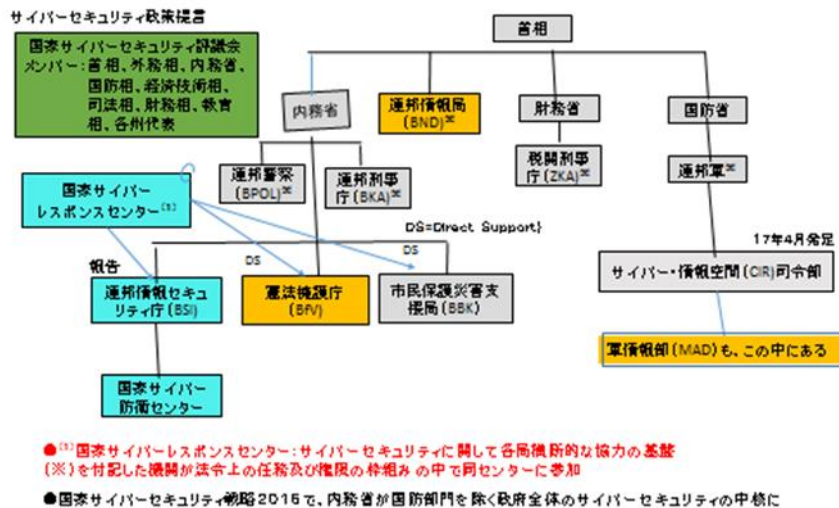 サイバーセキュリティ政策提言
国家サイバーセキュリティ評議会
メンバー:首相、外務相、内務省、
国防相、経済技術相、
司法相、財務相、教育
相、各州代表
首相
内務省
連邦情報局
(BND)※
財務省
国防省
連邦警察
(BPOL)※
連邦刑事
庁(BKA)※
税関刑事
庁(ZKA)※
連邦軍※
国家サイバー
レスポンスセンター(1)
DS=Direct Support}
17年4月発足
DS
DS
サイバー・情報空間(CIR)司令部
報告
連邦情報セキュ
リティ庁(BSI)
憲法擁護庁
(BfV)
市民保護災害支
援局(BBK)
軍情報部(MAD)も、この中にある
国家サイバー
防衛センター
●(1)国家サイバーレスポンスセンター:サイバーセキュリティに関して各局横断的な協力の基盤
(※)を付記した機関が法令上の任務及び権限の枠組みの中で同センターに参加
●国家サイバーセキュリティ戦略2016で、内務省が国防部門を除く政府全体のサイバーセキュリティの中核に